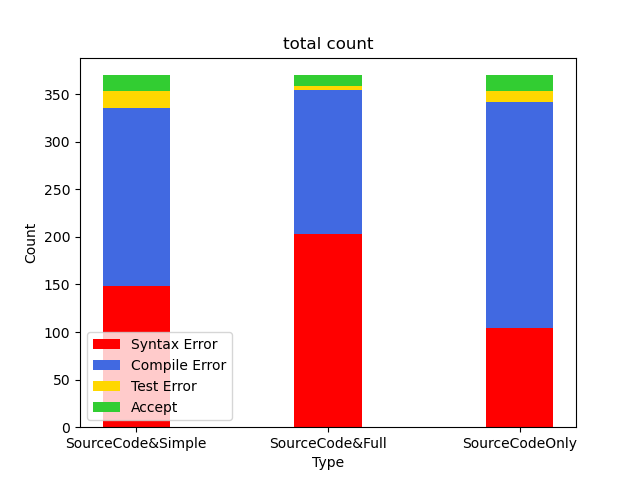 total count
Count
350
300
250
200
150
100
50
0
Syntax Error
Compile Error
Test Error
Accept
SourceCode&Simple SourceCode&Full SourceCodeOnly
Type